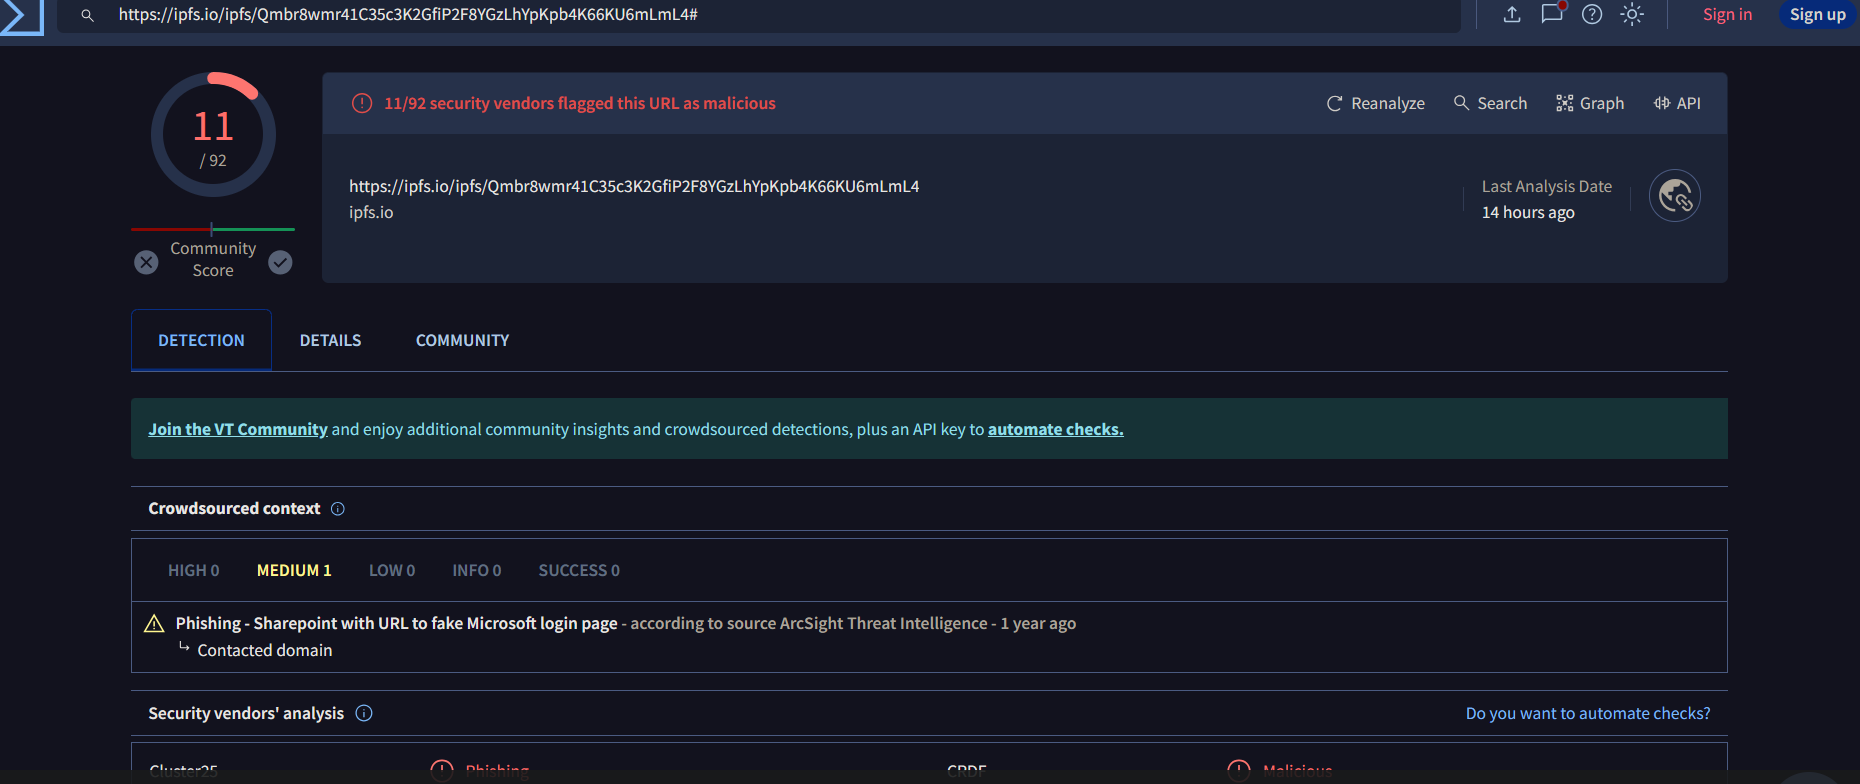 https://ipfs.io/ipfs/Qmbr8wmr41C35c3K2GfiP2F8YGzLhYpKpb4K66KU6mLmL4#
Sign in
Sign up
11
/ 92
Community
Score
11/92 security vendors flagged this URL as malicious
Reanalyze
Search
Graph
API
https://ipfs.io/ipfs/Qmbr8wmr41C35c3K2GfiP2F8YGzLhYpKpb4K66KU6mLmL4
ipfs.io
Last Analysis Date
14 hours ago
DETECTION
DETAILS
COMMUNITY
Join the VT Community and enjoy additional community insights and crowdsourced detections, plus an API key to automate checks.
Crowdsourced context
HIGH 0
MEDIUM 1
LOW 0
INFO 0
SUCCESS 0
Phishing - Sharepoint with URL to fake Microsoft login page - according to source ArcSight Threat Intelligence - 1 year ago
Contacted domain
Security vendors' analysis
Do you want to automate checks?
Cluster25
Phishing
CRDF
Malicious